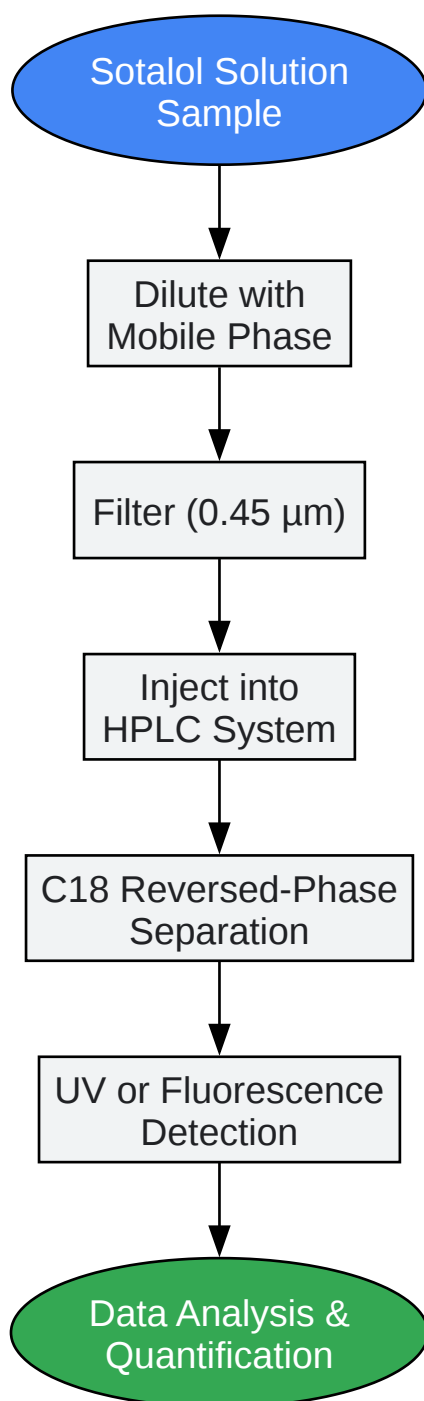 Sotalol Solution
Sample
Dilute with
Mobile Phase
Filter (0.45 µm)
Inject into
HPLC System
C18 Reversed-Phase
Separation
UV or Fluorescence
Detection
Data Analysis &
Quantification